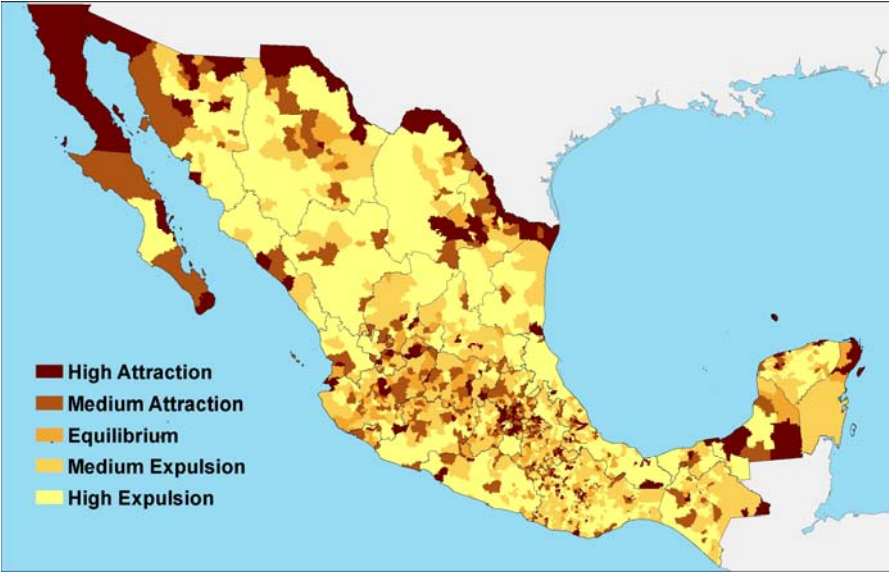 High Attraction
Medium Attraction
Equilibrium
Medium Expulsion
High Expulsion